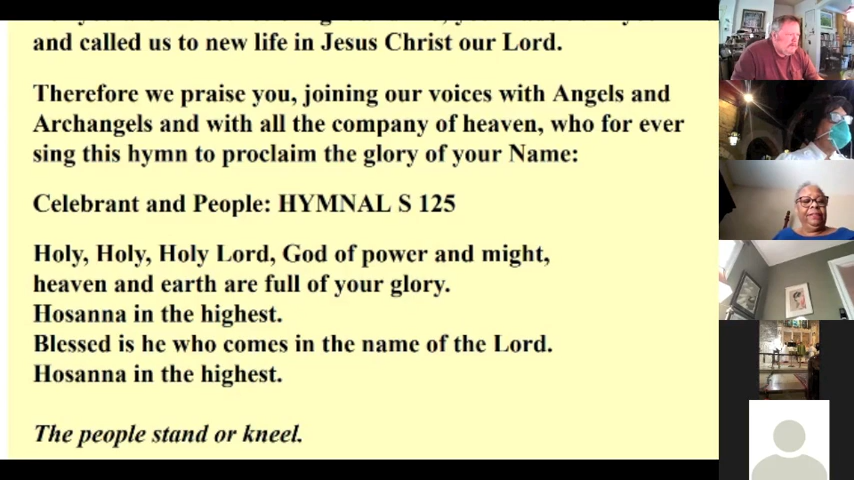 and called us to new life in Jesus Christ our Lord.
Therefore we praise you, joining our voices with Angels and
Archangels and with all the company of heaven, who for ever
sing this hymn to proclaim the glory of your Name:
Celebrant and People: HYMNAL S 125
Holy, Holy, Holy Lord, God of power and might,
heaven and earth are full of your glory.
Hosanna in the highest.
Blessed is he who comes in the name of the Lord.
Hosanna in the highest.
The people stand or kneel.